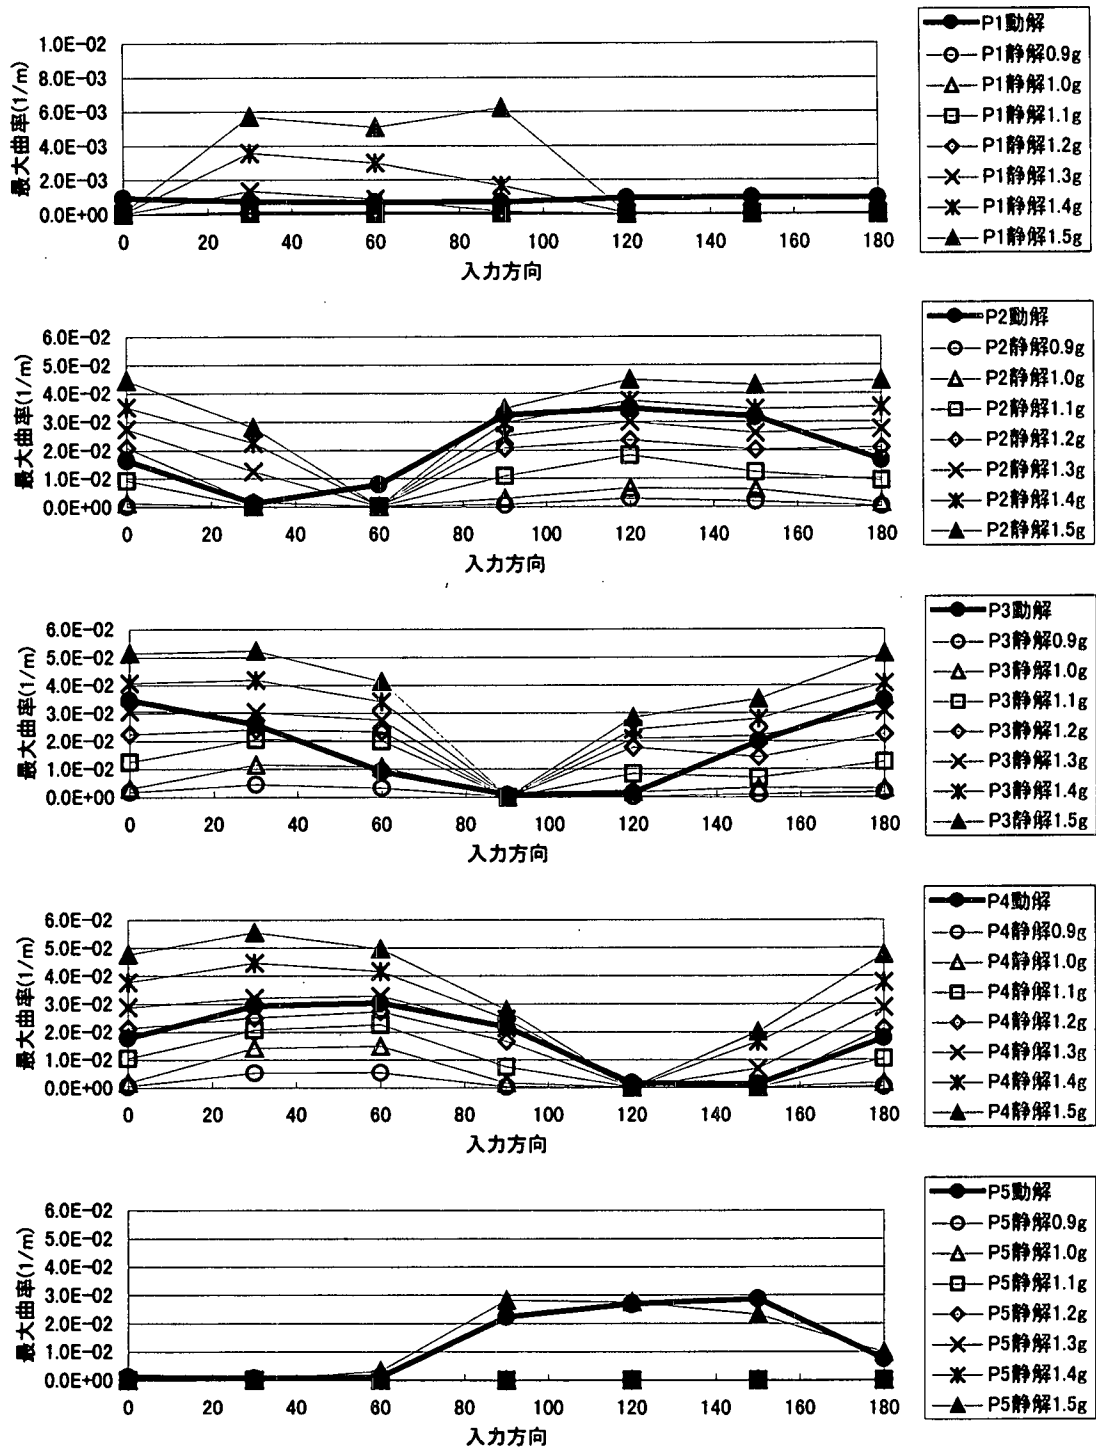 最大曲率(1/m)
1.0E-02
8.0E-03
6.0E-03
4.0E-03
2.0E-03
0.0E+00
0 20 40 60 80 100 120 140 160 180
入力方向
P1動解
P1静解0.9g
P1静解1.0g
P1静解1.1g
P1静解1.2g
P1静解1.3g
P1静解1.4g
P1静解1.5g
最大曲率(1/m)
6.0E-02
5.0E-02
4.0E-02
3.0E-02
2.0E-02
1.0E-02
0.0E+00
0 20 40 60 80 100 120 140 160 180
入力方向
P2動解
P2静解0.9g
P2静解1.0g
P2静解1.1g
P2静解1.2g
P2静解1.3g
P2静解1.4g
P2静解1.5g
最大曲率(1/m)
6.0E-02
5.0E-02
4.0E-02
3.0E-02
2.0E-02
1.0E-02
0.0E+00
0 20 40 60 80 100 120 140 160 180
入力方向
P3動解
P3静解0.9g
P3静解1.0g
P3静解1.1g
P3静解1.2g
P3静解1.3g
P3静解1.4g
P3静解1.5g
最大曲率(1/m)
6.0E-02
5.0E-02
4.0E-02
3.0E-02
2.0E-02
1.0E-02
0.0E+00
0 20 40 60 80 100 120 140 160 180
入力方向
P4動解
P4静解0.9g
P4静解1.0g
P4静解1.1g
P4静解1.2g
P4静解1.3g
P4静解1.4g
P4静解1.5g
最大曲率(1/m)
6.0E-02
5.0E-02
4.0E-02
3.0E-02
2.0E-02
1.0E-02
0.0E+00
0 20 40 60 80 100 120 140 160 180
入力方向
P5動解
P5静解0.9g
P5静解1.0g
P5静解1.1g
P5静解1.2g
P5静解1.3g
P5静解1.4g
P5静解1.5g